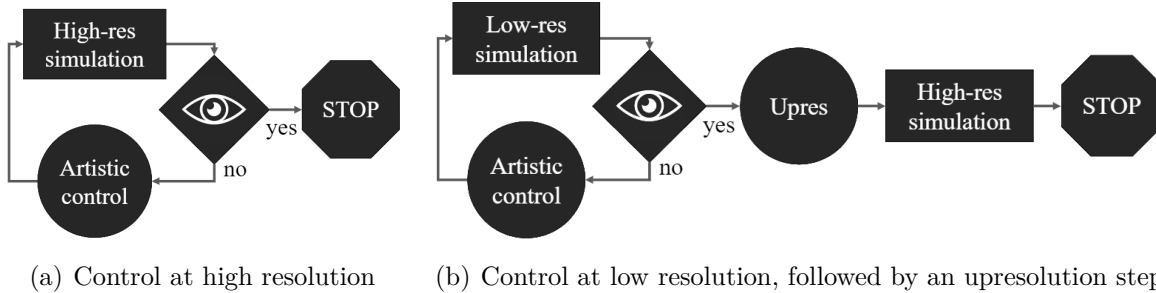 High-res
simulation
yes
STOP
no
Artistic
control
(a) Control at high resolution
Low-res
simulation
yes
Upres
High-res
simulation
STOP
no
Artistic
control
(b) Control at low resolution, followed by an upresolution step